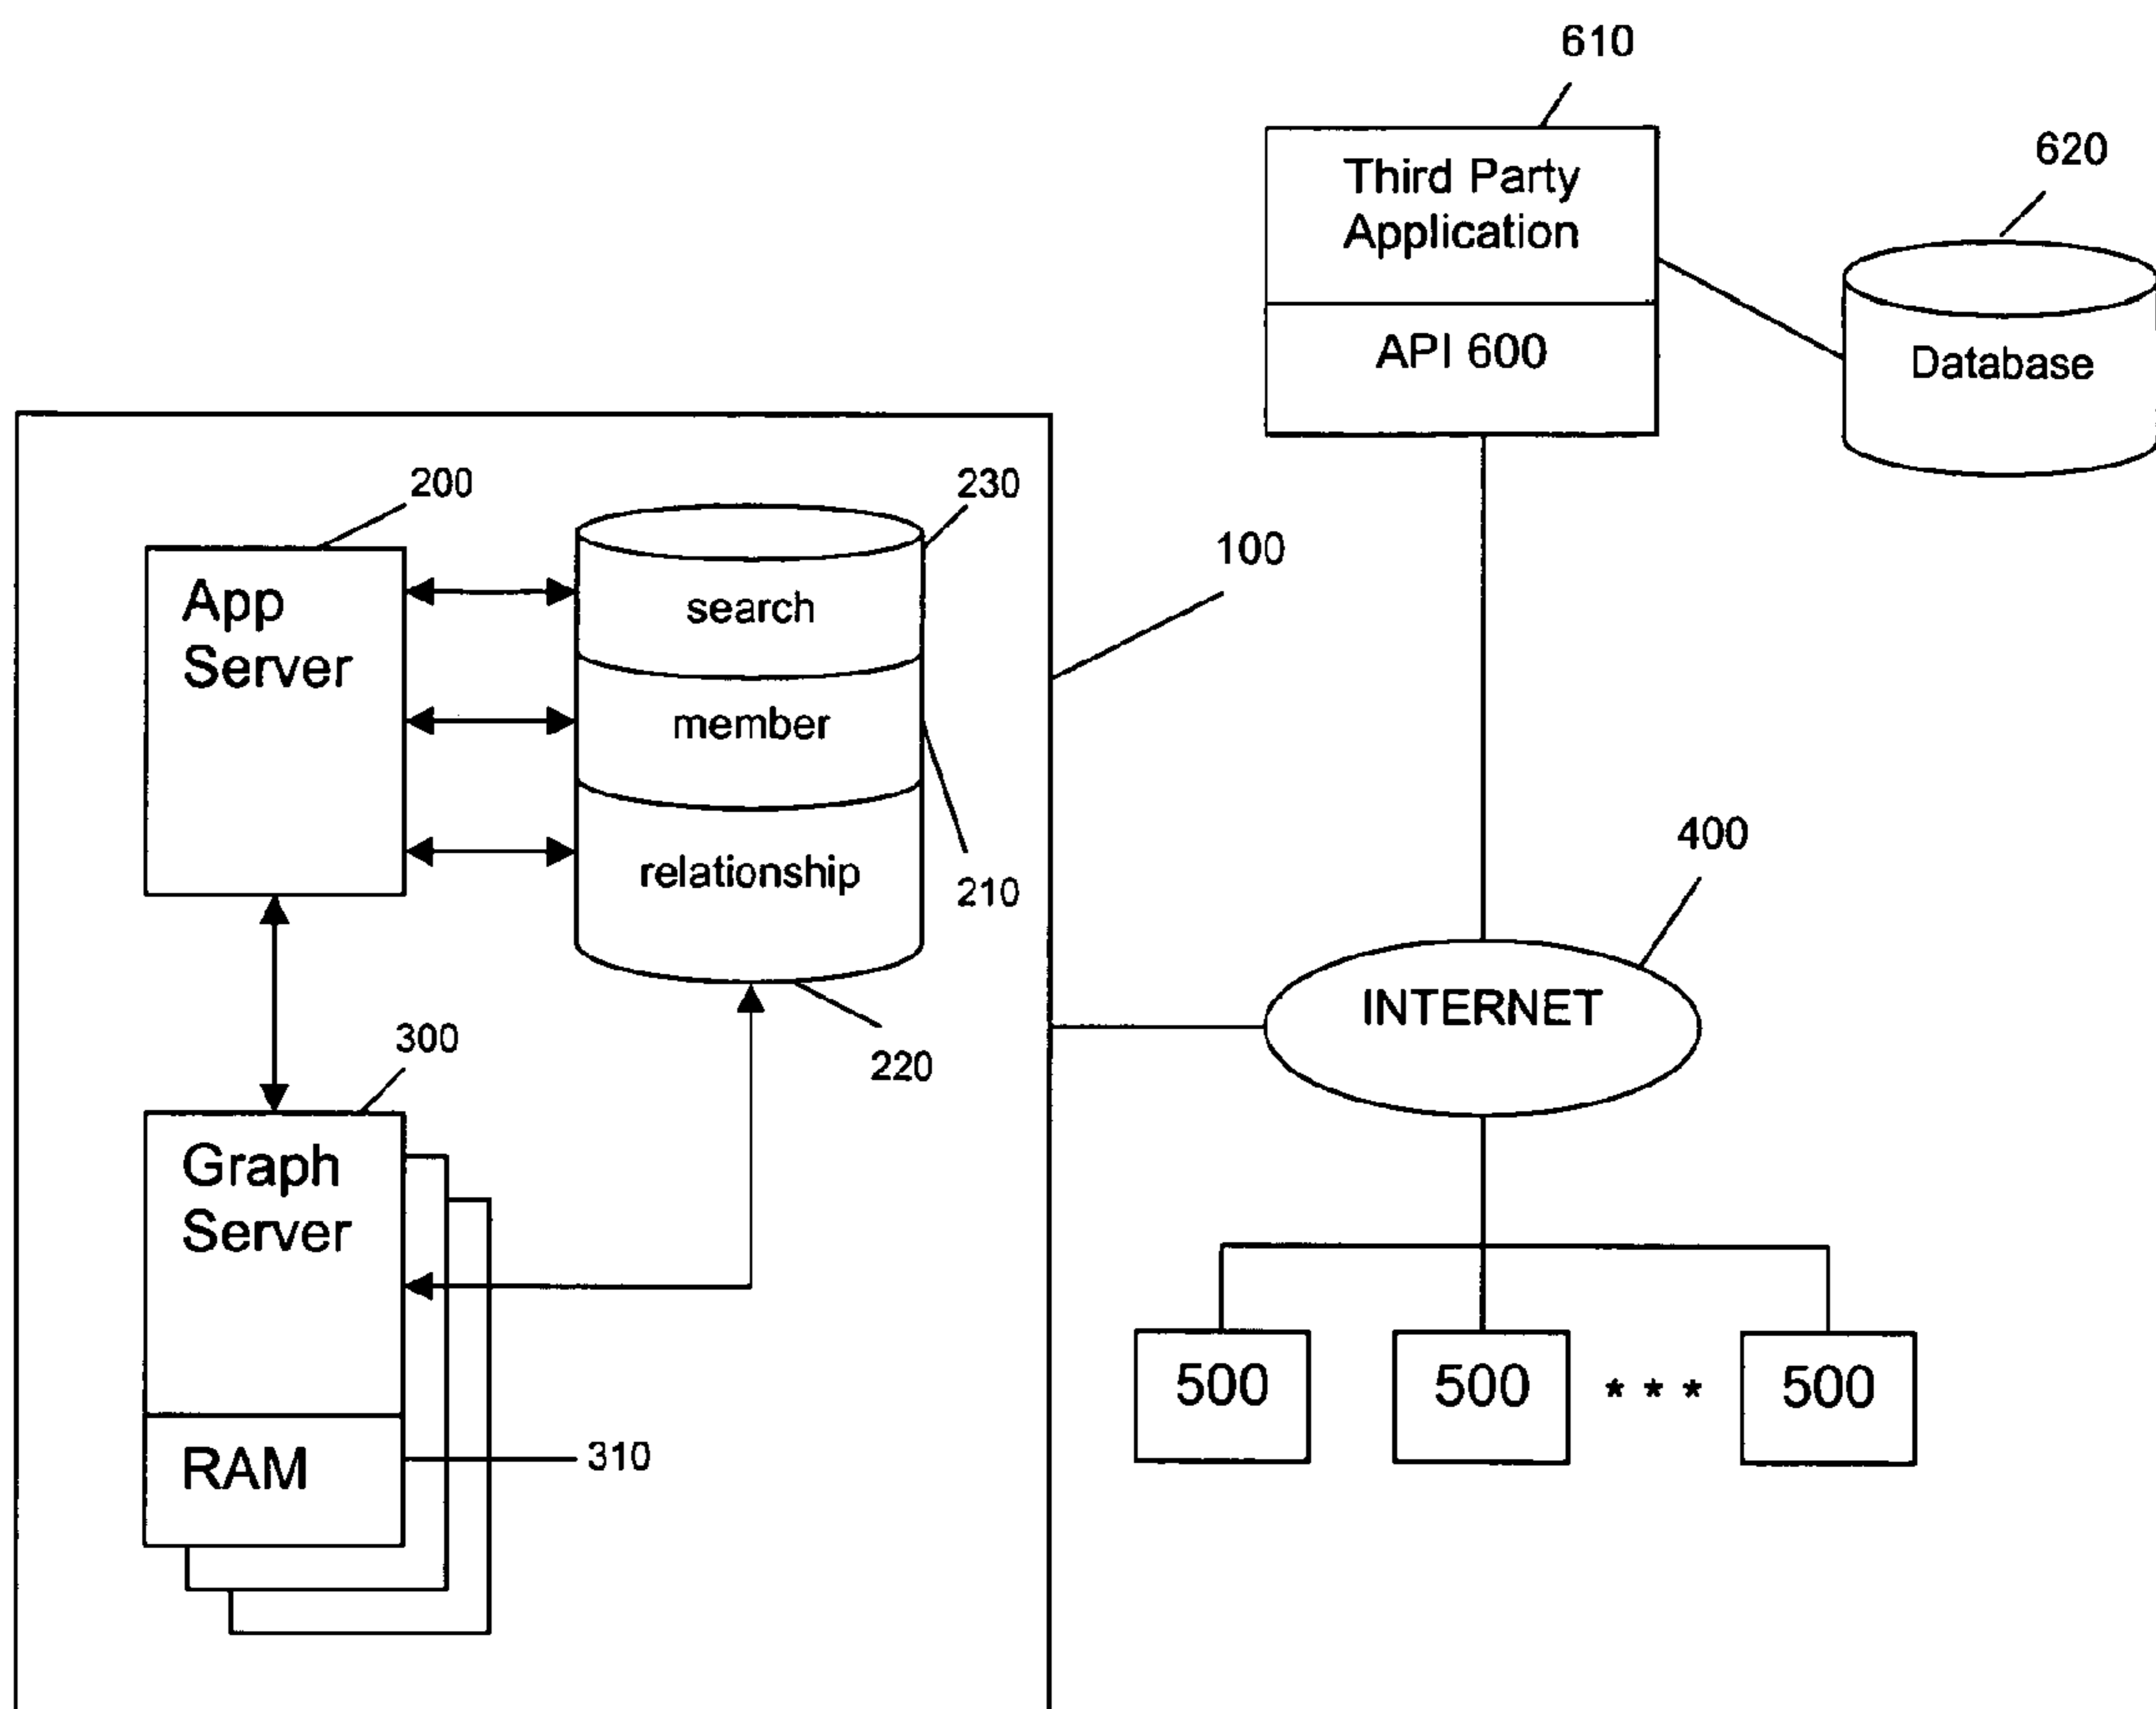 610
Third Party
Application
620
API 600
Database
200
230
100
App
Server
search
member
relationship
210
400
INTERNET
300
220
Graph
Server
RAM
310
500
500
* * *
500